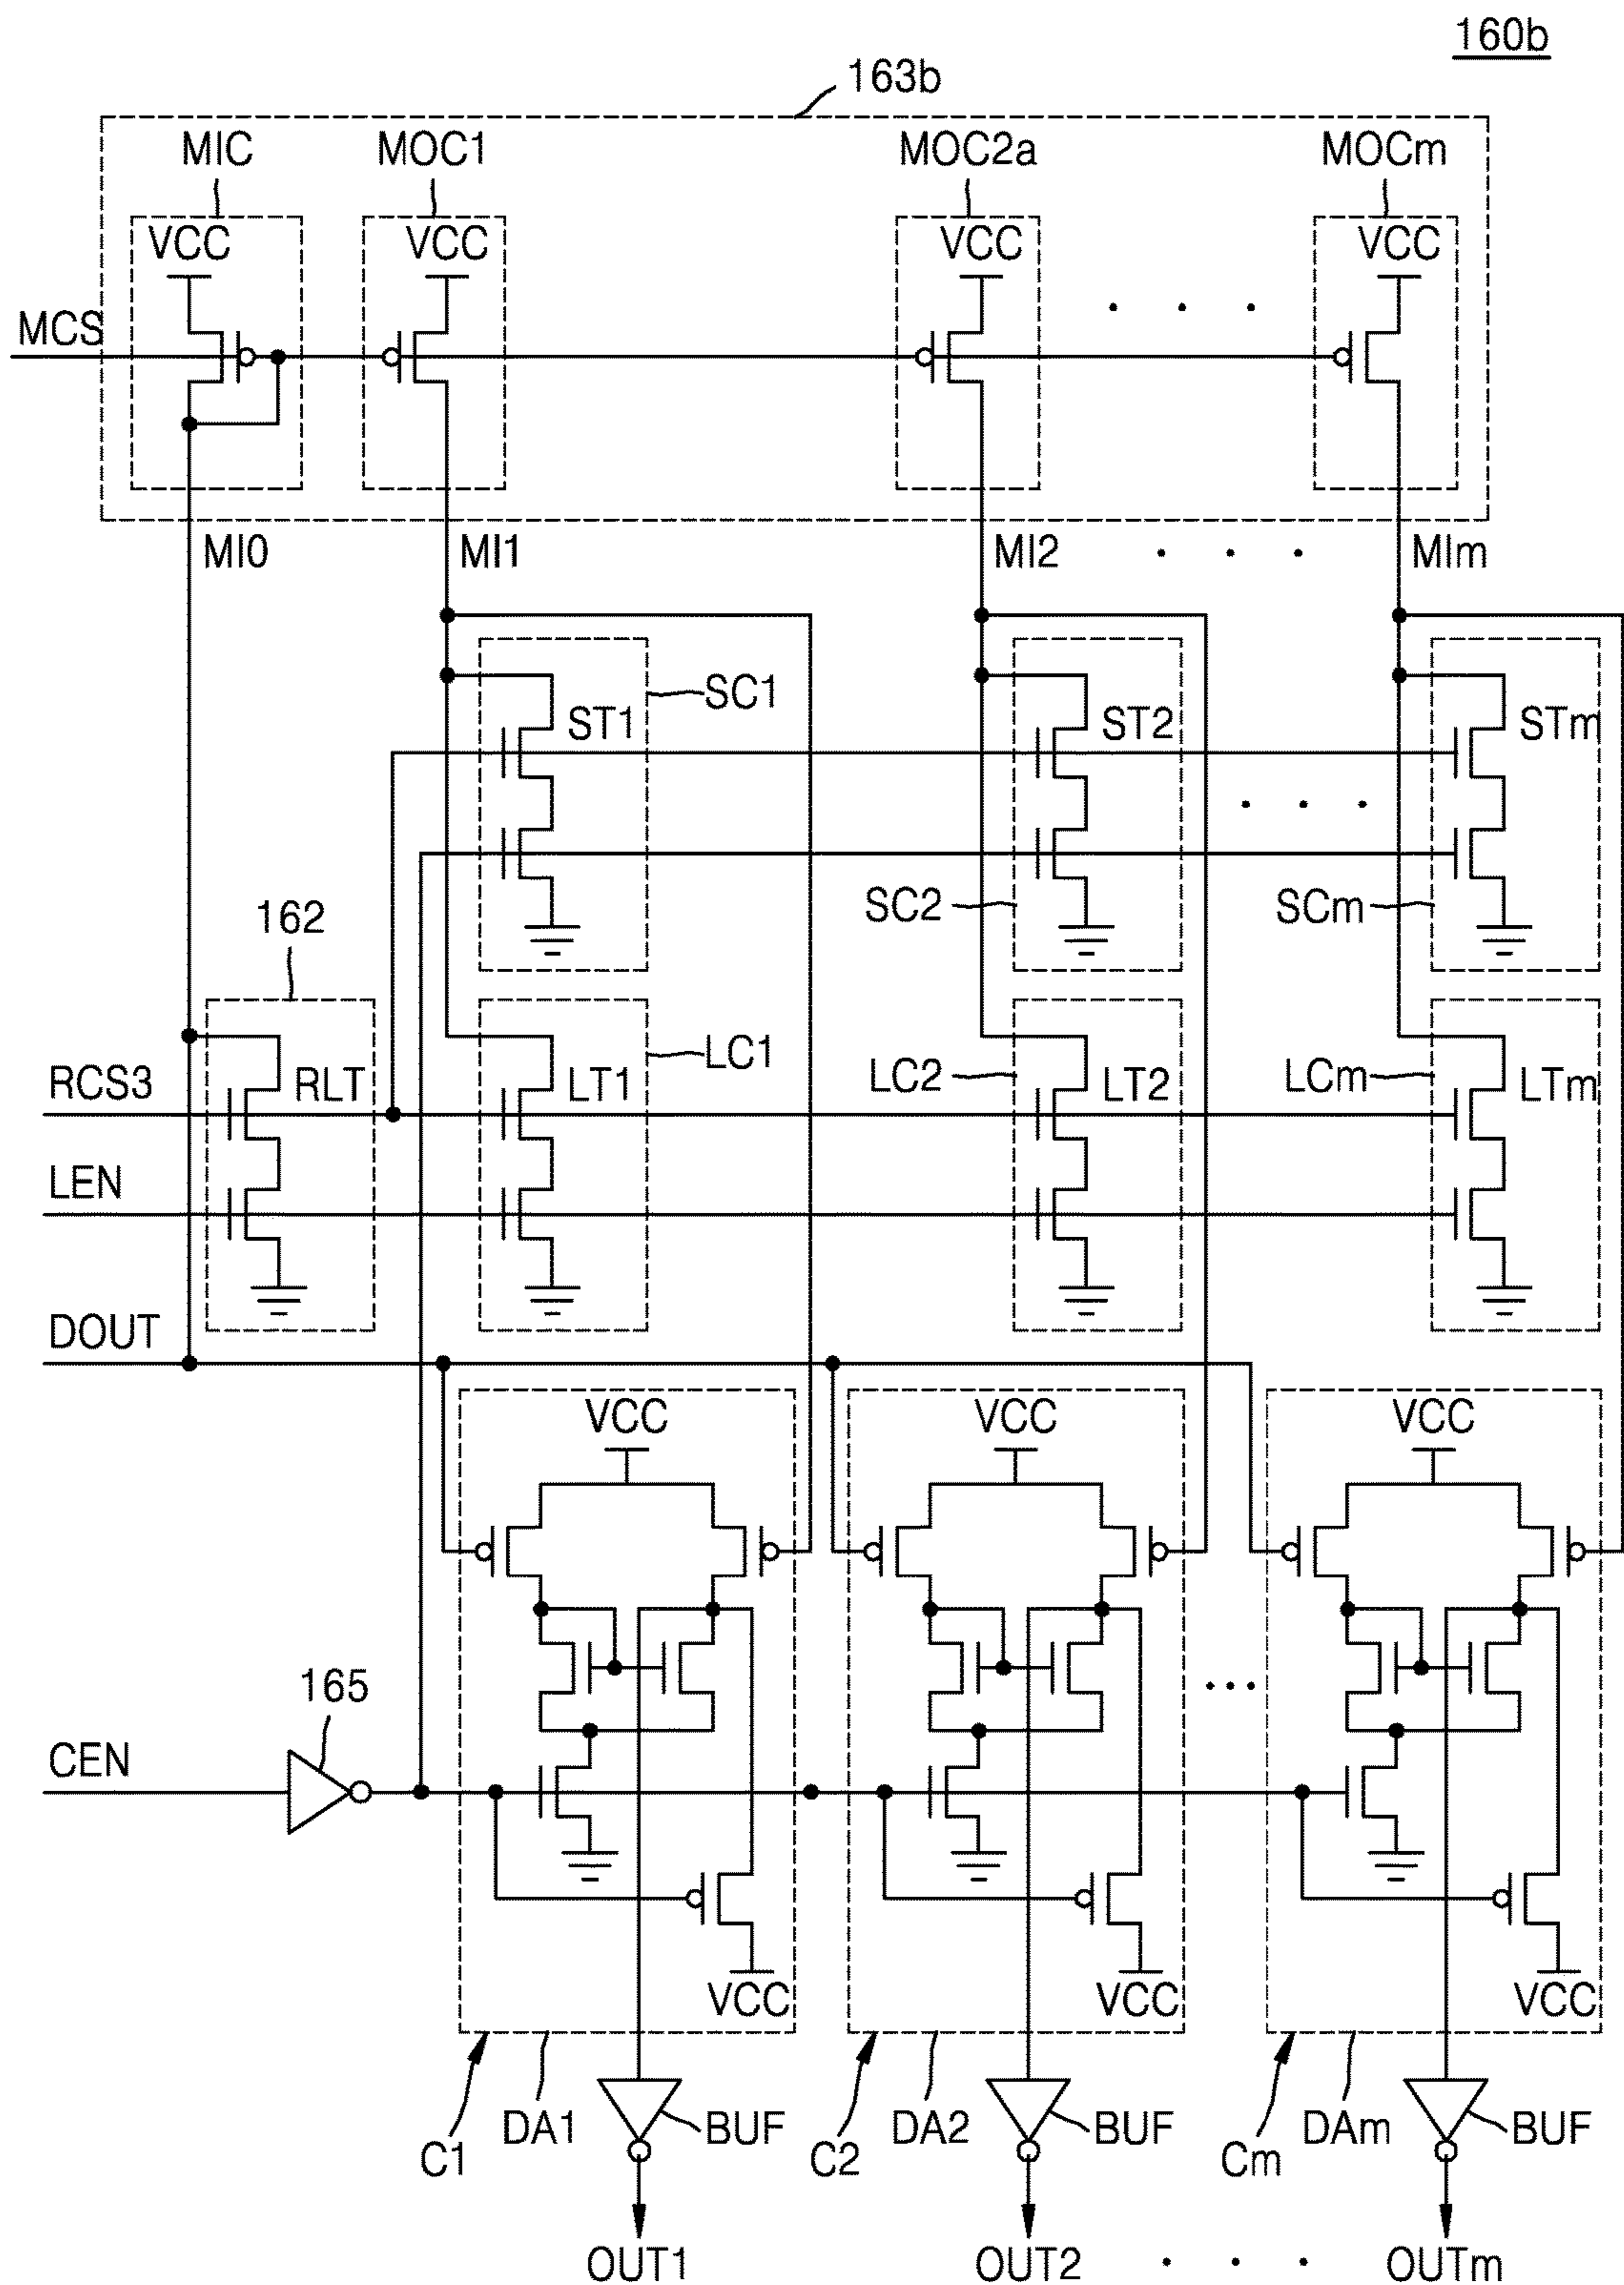 160b
163b
MIC MOC1 MOC2a MOCm
VCC VCC VCC VCC
MCS
MI0 MI1 MI2 MIm
SC1
ST1 ST2 STm
162 SC2 SCm
LC1
RCS3 RLT LT1 LC2 LT2 LCm LTm
LEN
DOUT
VCC VCC VCC
165
CEN
VCC VCC VCC
C1 DA1 BUF C2 DA2 BUF Cm DAm BUF
OUT1 OUT2 OUTm